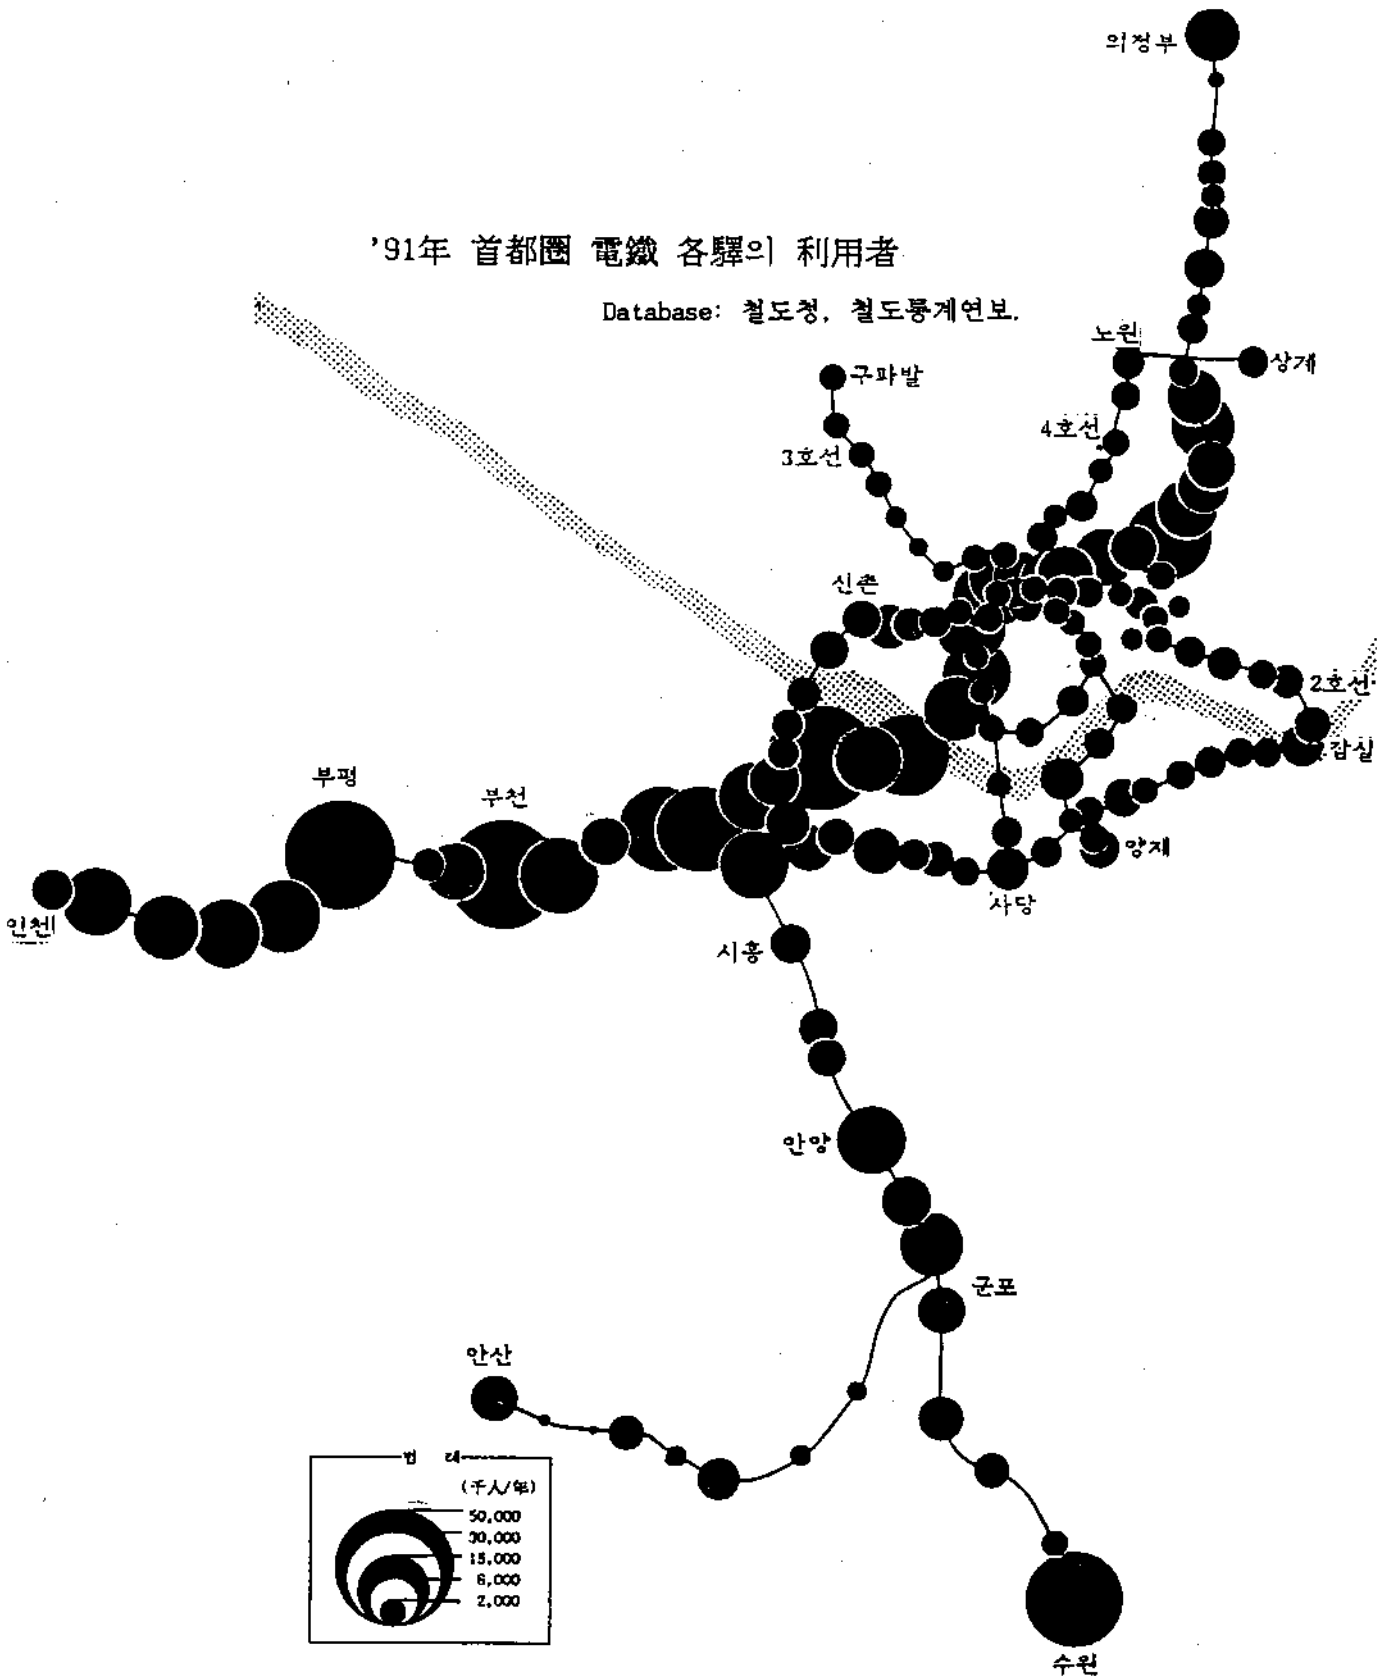 의정부
'91年 首都圈 電鐵 各驛의 利用者
Database: 철도청, 철도통계연보.
노원
상계
구파발
4호선
3호선
신촌
2호선
잠실
부평
부천
양재
사당
인천
시흥
안양
군포
안산
범 례
(千人/年)
50,000
30,000
15,000
6,000
2,000
수원